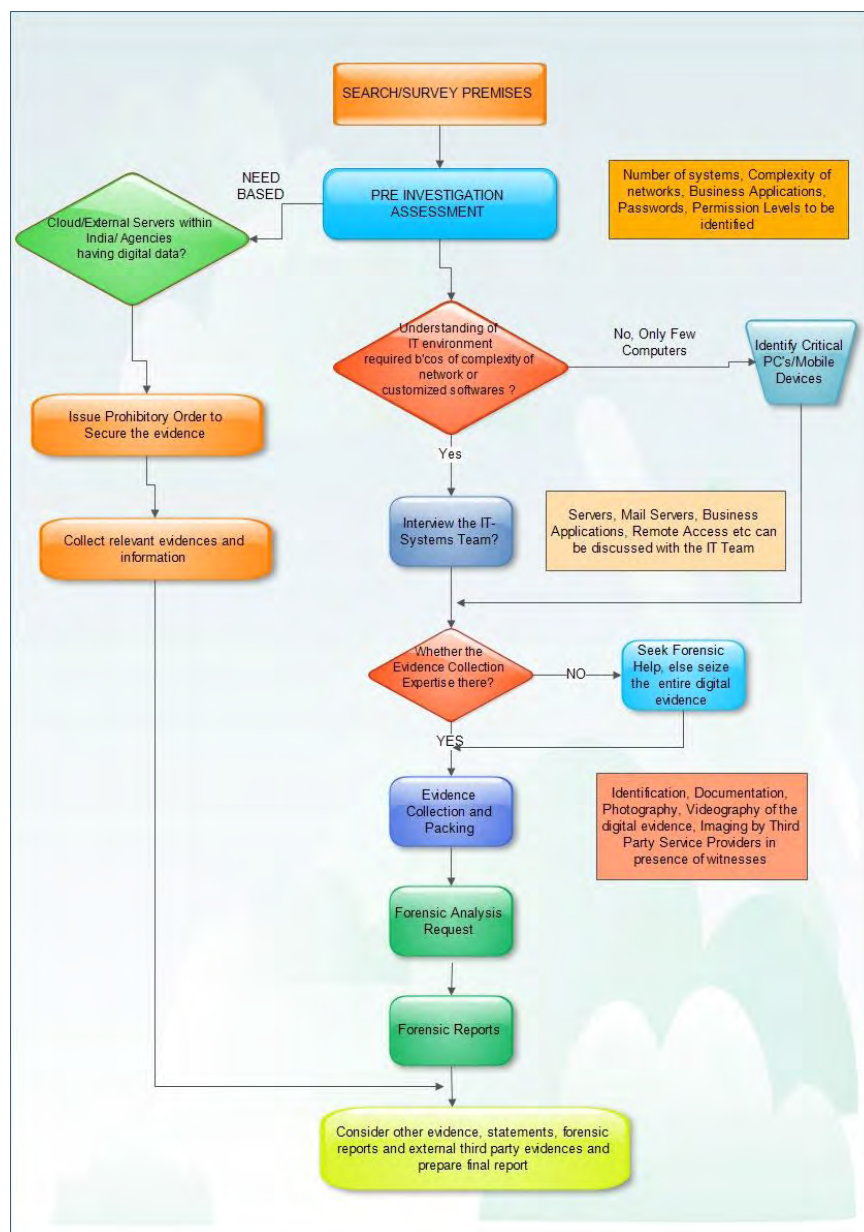 SEARCH/SURVEY PREMISES
NEED
BASED
PRE INVESTIGATION
ASSESSMENT
Number of systems, Complexity of
networks, Business Applications,
Passwords, Permission Levels to be
identified
Cloud/External Servers within
India/ Agencies
having digital data?
Understanding of
IT environment
required b'cos of complexity of
network or
customized softwares ?
No, Only Few
Computers
Identify Critical
PC's/Mobile
Devices
Issue Prohibitory Order to
Secure the evidence
Yes
Interview the IT-
Systems Team?
Servers, Mail Servers, Business
Applications, Remote Access etc can
be discussed with the IT Team
Collect relevant evidences and
information
Whether the
Evidence Collection
Expertise there?
NO
Seek Forensic
Help, else seize
the entire digital
evidence
YES
Evidence
Collection and
Packing
Identification, Documentation,
Photography, Videography of the
digital evidence, Imaging by Third
Party Service Providers in
presence of witnesses
Forensic Analysis
Request
Forensic Reports
Consider other evidence, statements, forensic
reports and external third party evidences and
prepare final report